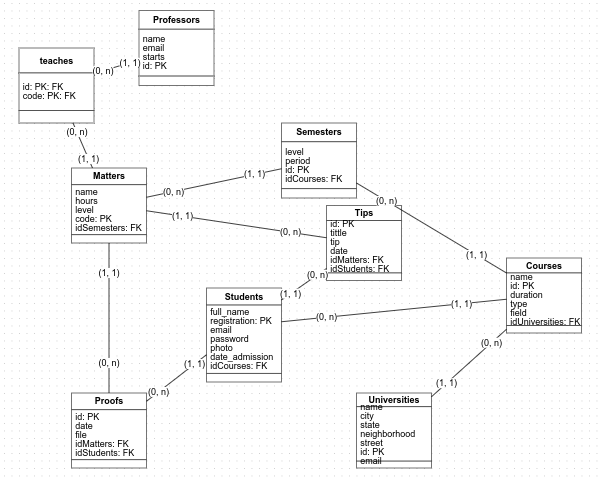 Professors
name
email
starts
id: PK
teaches
id: PK: FK
code: PK: FK
(0, n)
(1, 1)
(0, n)
(1, 1)
Matters
name
hours
level
code: PK
idSemesters: FK
(0, n)
(1, 1)
Semesters
level
period
id: PK
idCourses: FK
(1, 1)
(0, n)
Tips
id: PK
tittle
tip
date
idMatters: FK
idStudents: FK
(0, n)
(1, 1)
Courses
name
id: PK
duration
type
field
idUniversities: FK
(0, n)
(1, 1)
Students
full_name
registration: PK
email
password
photo
date_admission
idCourses: FK
(0, n)
(1, 1)
(1, 1)
(0, n)
(1, 1)
(0, n)
Proofs
id: PK
date
file
idMatters: FK
idStudents: FK
(0, n)
(1, 1)
Universities
name
city
state
neighborhood
street
id: PK
email